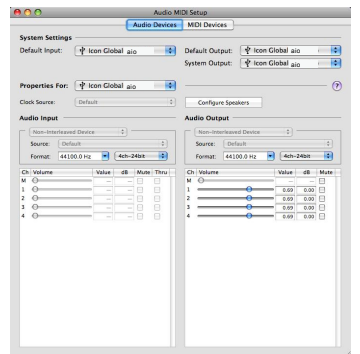 Audio MIDI Setup
Audio Devices MIDI Devices
System Settings
Default Input: Icon Global aio Default Output: Icon Global aio
System Output: Icon Global aio
Properties For: Icon Global aio ?
Clock Source: Default Configure Speakers
Audio Input Audio Output
Non-Interleaved Device Non-Interleaved Device
Source: Default Source: Default
Format: 44100.0 Hz 4ch-24bit Format: 44100.0 Hz 4ch-24bit
Ch Volume Value dB Mute Thru Ch Volume Value dB Mute
M -- -- M -- --
1 -- -- 1 0.69 0.00
2 -- -- 2 0.69 0.00
3 -- -- 3 0.69 0.00
4 -- -- 4 0.69 0.00